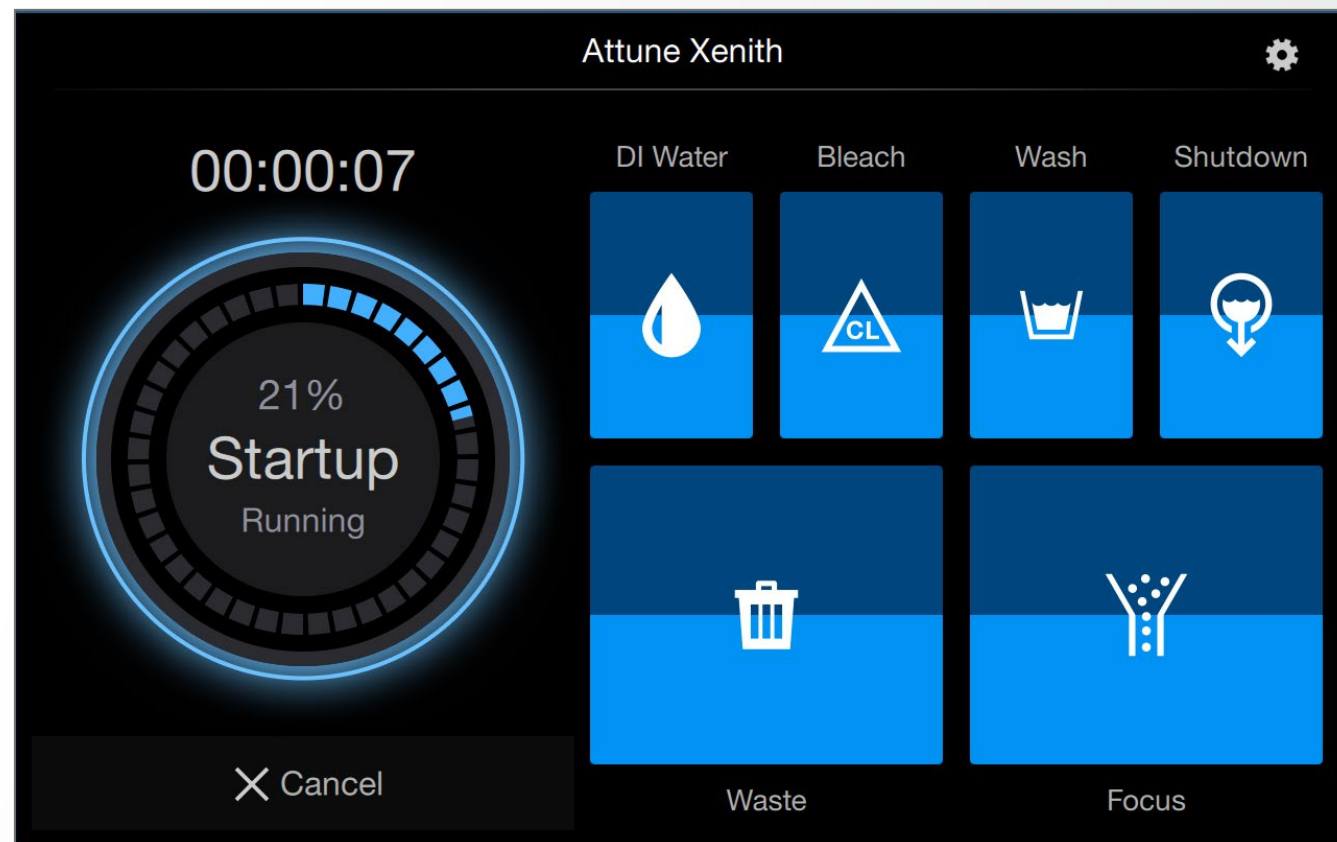 Attune Xenith
00:00:07
21%
Startup
Running
Cancel
DI Water Bleach Wash Shutdown
CL
Waste Focus